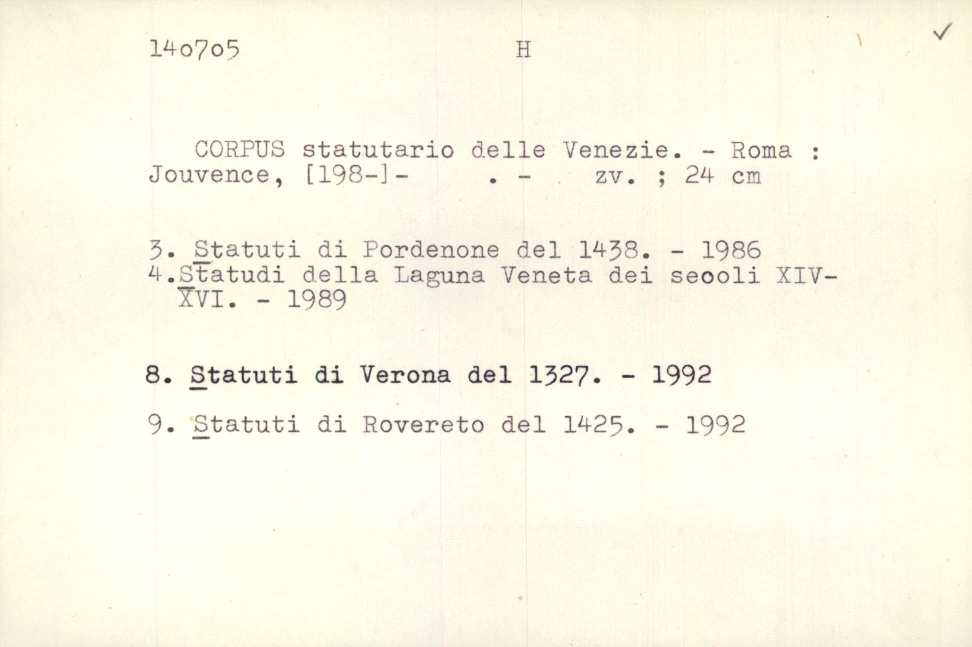 140705 H
CORPUS statutario delle Venezie. - Roma :
Jouvence, [198-]- . - zv. ; 24 cm
3. Statuti di Pordenone del 1438. - 1986
4.Statudi della Laguna Veneta dei seooli XIV-
XVI. - 1989
8. Statuti di Verona del 1327. - 1992
9. Statuti di Rovereto del 1425. - 1992